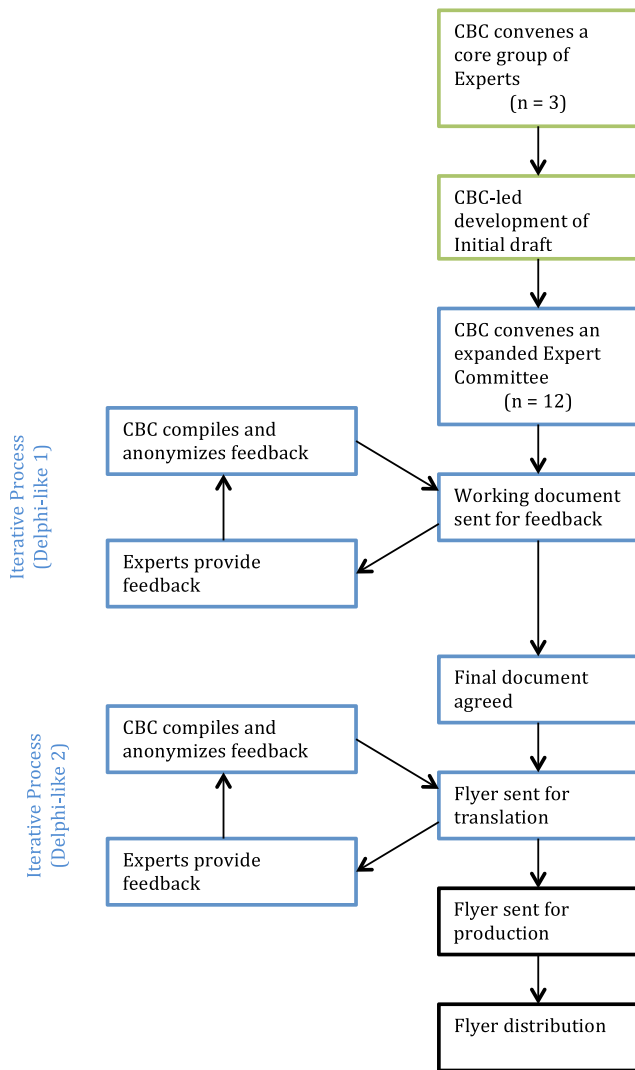 CBC convenes a
core group of
Experts
(n = 3)
CBC-led
development of
Initial draft
CBC convenes an
expanded Expert
Committee
(n = 12)
Iterative Process
(Delphi-like 1)
CBC compiles and
anonymizes feedback
Working document
sent for feedback
Experts provide
feedback
Final document
agreed
Iterative Process
(Delphi-like 2)
CBC compiles and
anonymizes feedback
Flyer sent for
translation
Experts provide
feedback
Flyer sent for
production
Flyer distribution